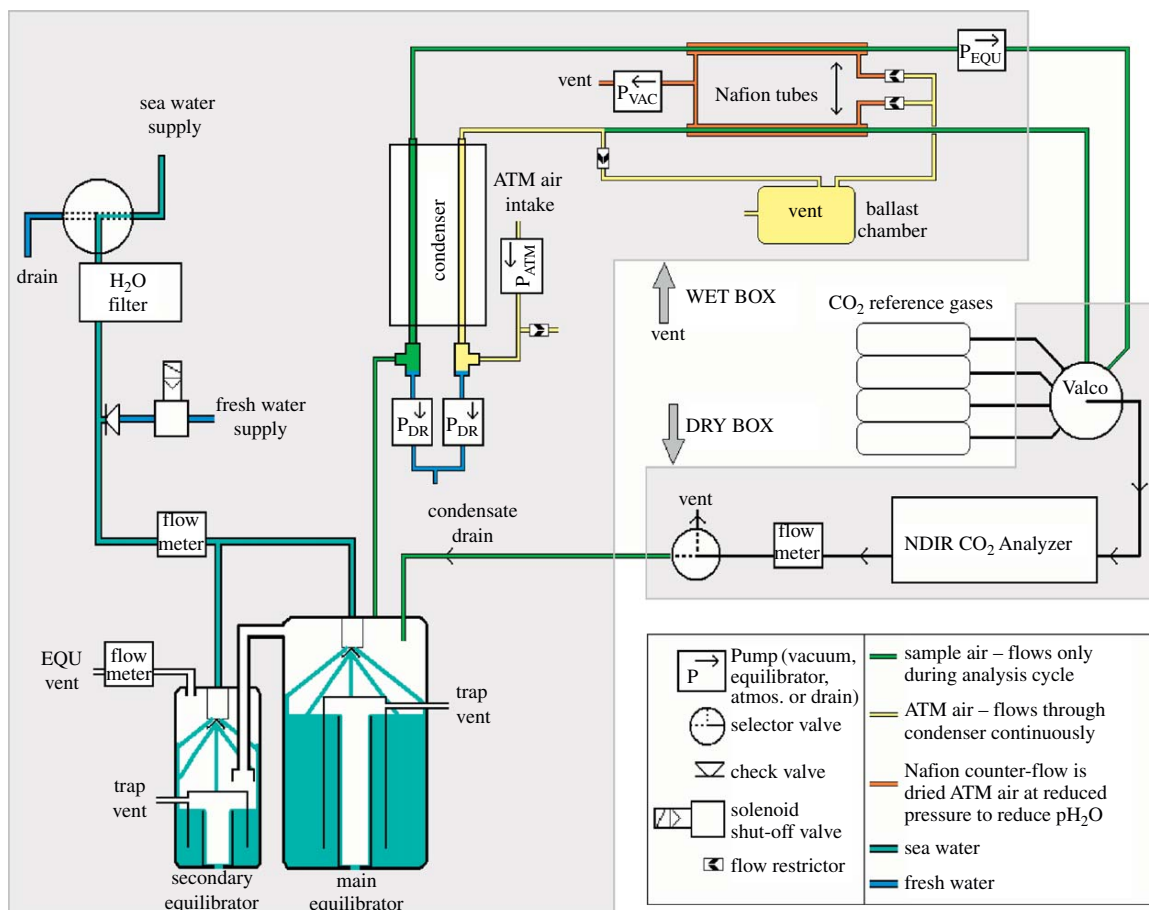 sea water
supply
drain
H2O
filter
fresh water
supply
flow
meter
EQU
vent
flow
meter
trap
vent
secondary
equilibrator
main
equilibrator
trap
vent
condenser
PDR
PDR
condensate
drain
ATM air
intake
PATM
vent
PVAC
Nafion tubes
PEQU
vent
ballast
chamber
WET BOX
vent
CO2 reference gases
Valco
DRY BOX
vent
flow
meter
NDIR CO2 Analyzer
P
Pump (vacuum,
equilibrator,
atmos. or drain)
selector valve
check valve
solenoid
shut-off valve
flow restrictor
sample air – flows only
during analysis cycle
ATM air – flows through
condenser continuously
Nafion counter-flow is
dried ATM air at reduced
pressure to reduce pH2O
sea water
fresh water